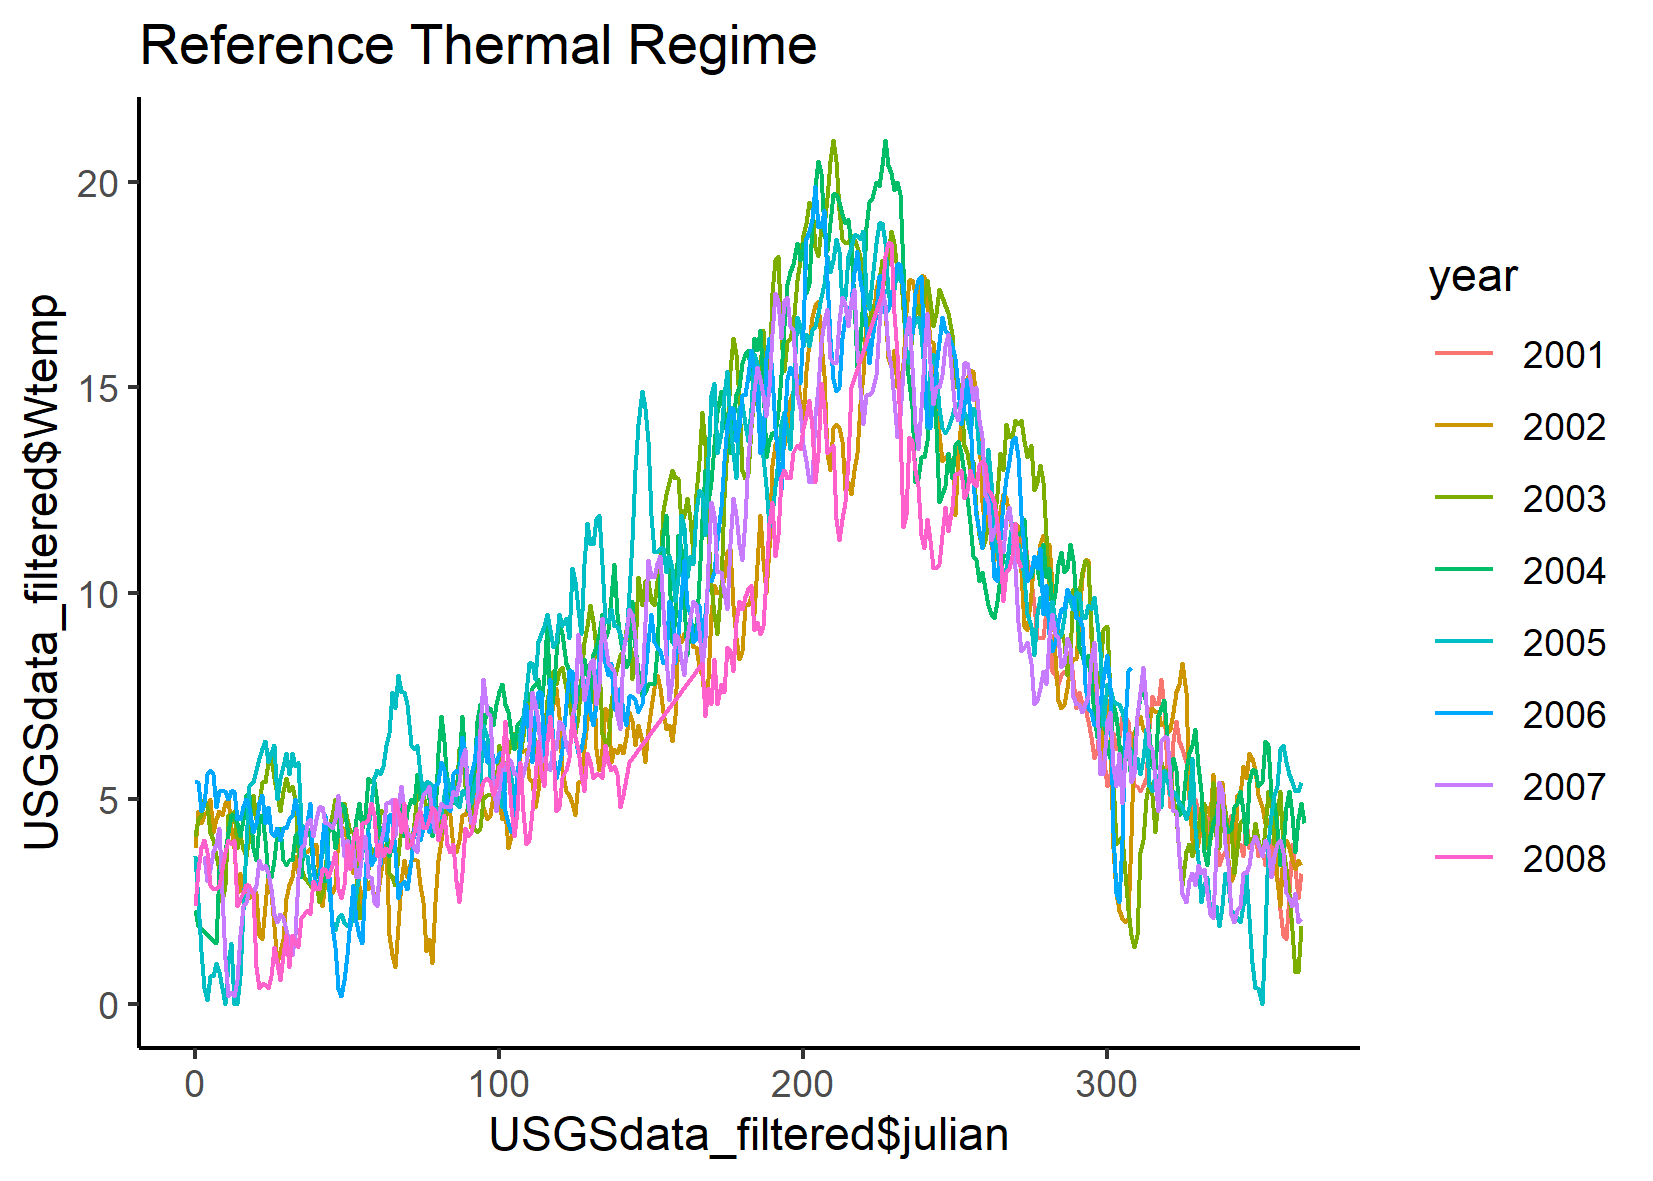 Reference Thermal Regime
USGSdata_filtered$Wtemp
20
15
10
5
0
0 100 200 300
USGSdata_filtered$julian
year
2001
2002
2003
2004
2005
2006
2007
2008